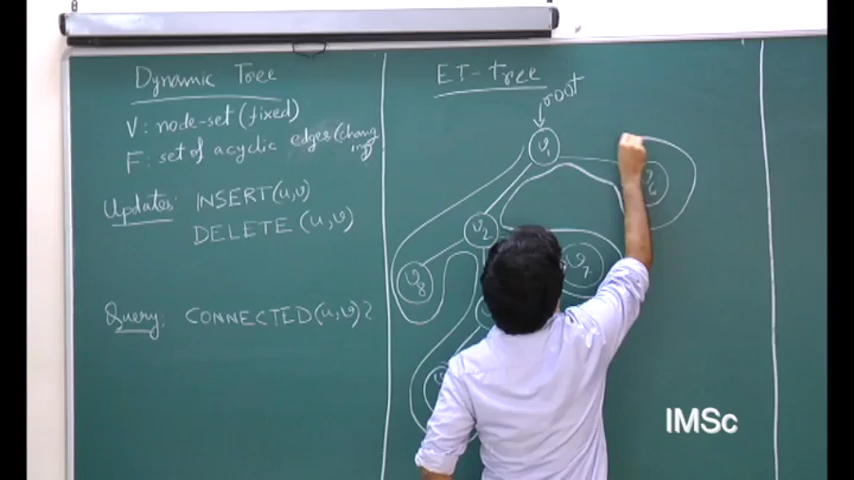 Dynamic Tree
V: node-set (fixed)
F: set of acyclic edges (chang
ing)
Updates: INSERT(u,v)
DELETE (u,v)
Query: CONNECTED(u,v)?
ET-tree
root
v1
v2
v8
v7
v6
IMSc